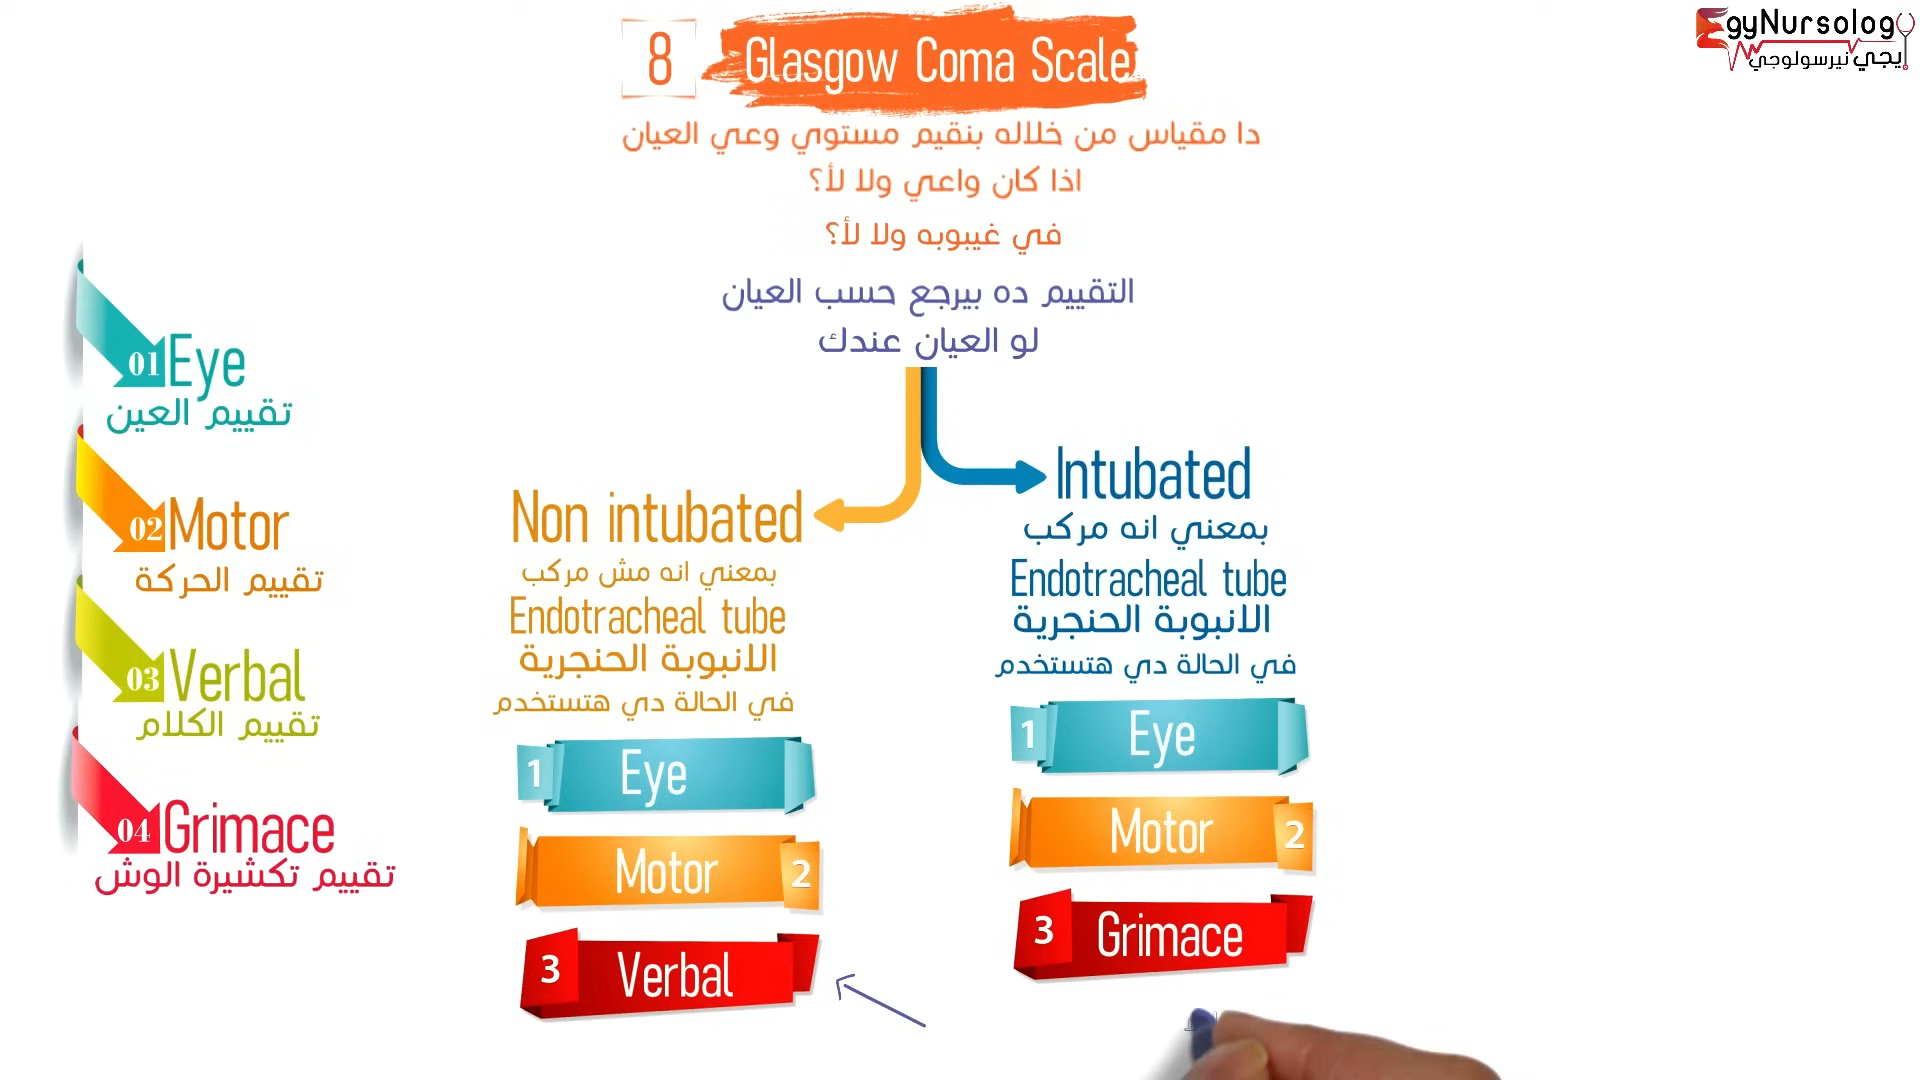 EgyNursology
إيجي نيرسولوجي
8 Glasgow Coma Scale
دا مقياس من خلاله بنقيم مستوي وعي العيان
اذا كان واعي ولا لأ؟
في غيبوبه ولا لأ؟
التقييم ده بيرجع حسب العيان
لو العيان عندك
01 Eye
تقييم العين
02 Motor
تقييم الحركة
03 Verbal
تقييم الكلام
04 Grimace
تقييم تكشيرة الوش
Non intubated
بمعني انه مش مركب
Endotracheal tube
الانبوبة الحنجرية
في الحالة دي هتستخدم
1 Eye
Motor 2
3 Verbal
Intubated
بمعني انه مركب
Endotracheal tube
الانبوبة الحنجرية
في الحالة دي هتستخدم
1 Eye
Motor 2
3 Grimace